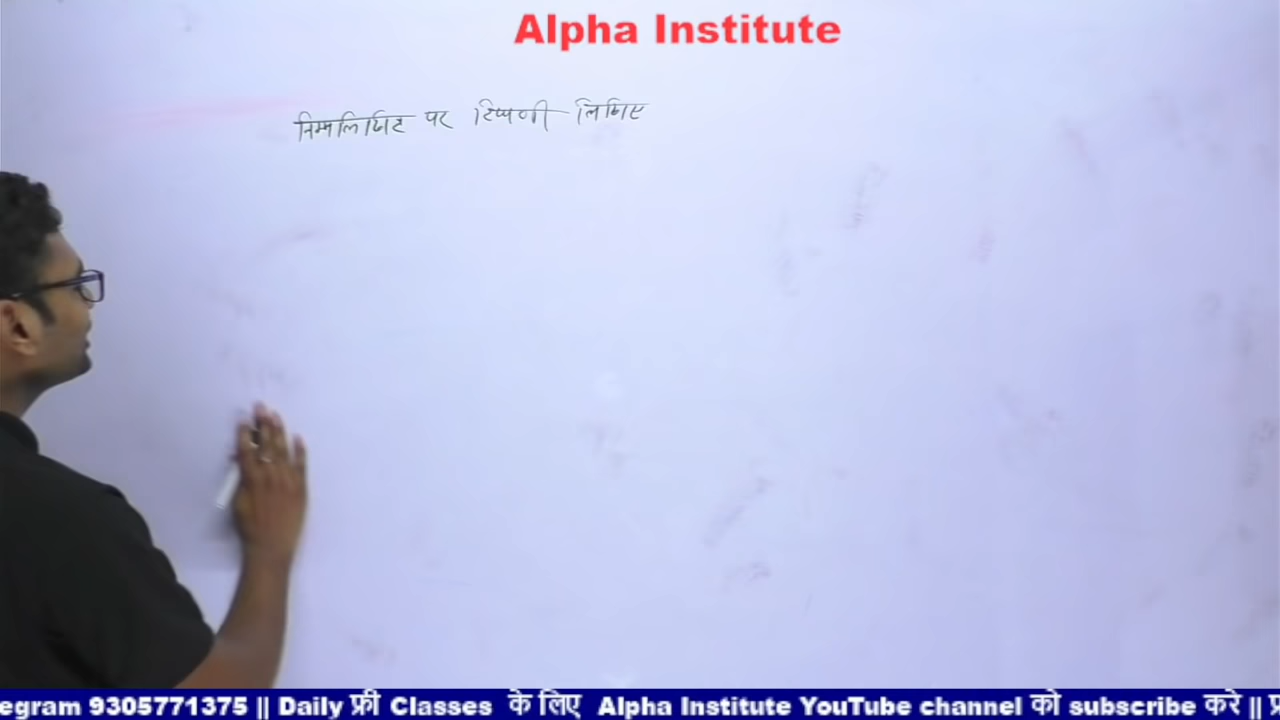 Alpha Institute
निम्नलिखित पर टिप्पणी लिखिए
egram 9305771375 || Daily फ्री Classes के लिए Alpha Institute YouTube channel को subscribe करे ||